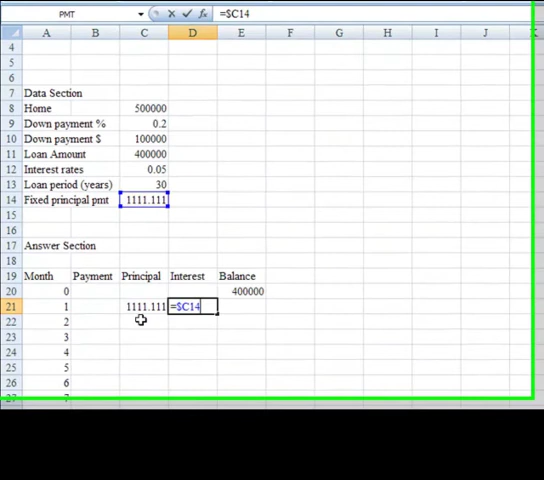 PMT =$C14
A B C D E F G H I J K
4
5
6
7 Data Section
8 Home 500000
9 Down payment % 0.2
10 Down payment $ 100000
11 Loan Amount 400000
12 Interest rates 0.05
13 Loan period (years) 30
14 Fixed principal pmt 1111.111
15
16
17 Answer Section
18
19 Month Payment Principal Interest Balance
20 0 400000
21 1 1111.111 =$C14
22 2
23 3
24 4
25 5
26 6
27 7